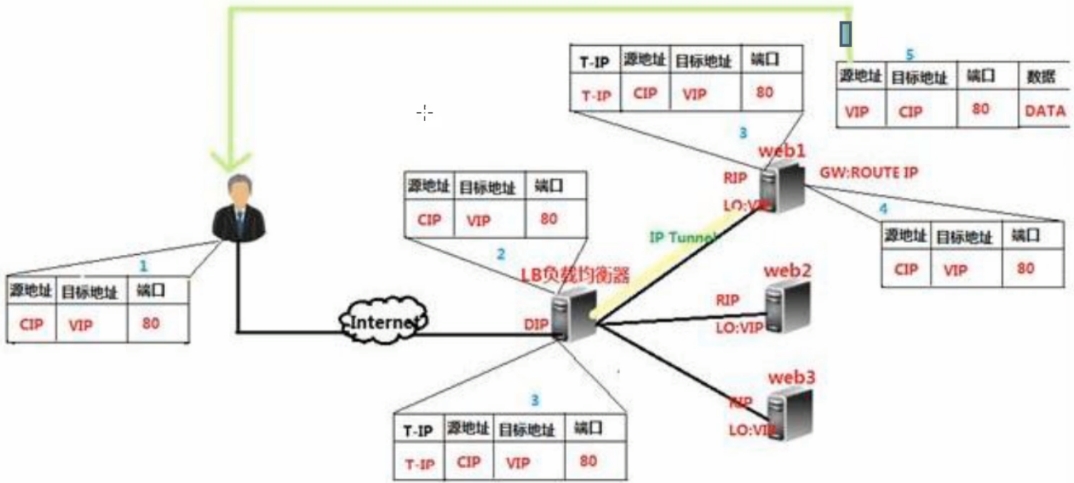 T-IP 源地址 目标地址 端口
T-IP CIP VIP 80
5
源地址 目标地址 端口 数据
VIP CIP 80 DATA
3
web1
RIP
LO:VIP
GW:ROUTE IP
4
源地址 目标地址 端口
CIP VIP 80
源地址 目标地址 端口
CIP VIP 80
2
IP Tunnel
LB负载均衡器
DIP
1
源地址 目标地址 端口
CIP VIP 80
Internet
web2
RIP
LO:VIP
web3
RIP
LO:VIP
3
T-IP 源地址 目标地址 端口
T-IP CIP VIP 80